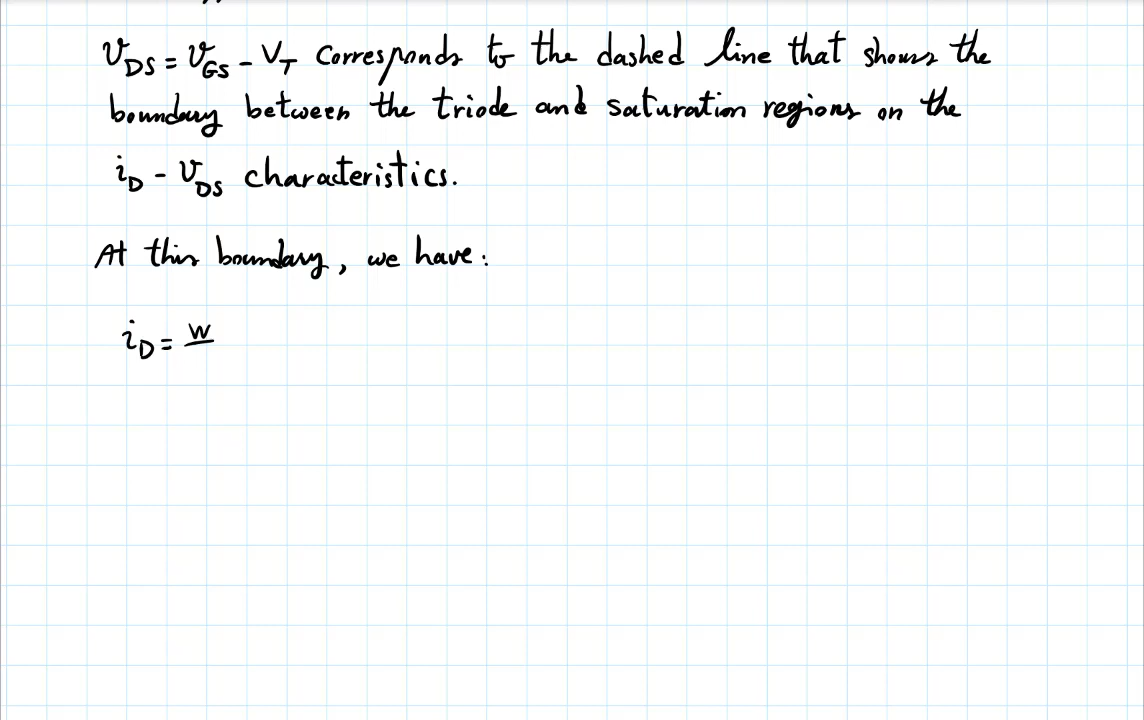 v_DS = v_GS - V_T corresponds to the dashed line that shows the
boundary between the triode and saturation regions on the
i_D - v_DS characteristics.
At this boundary, we have:
i_D = W